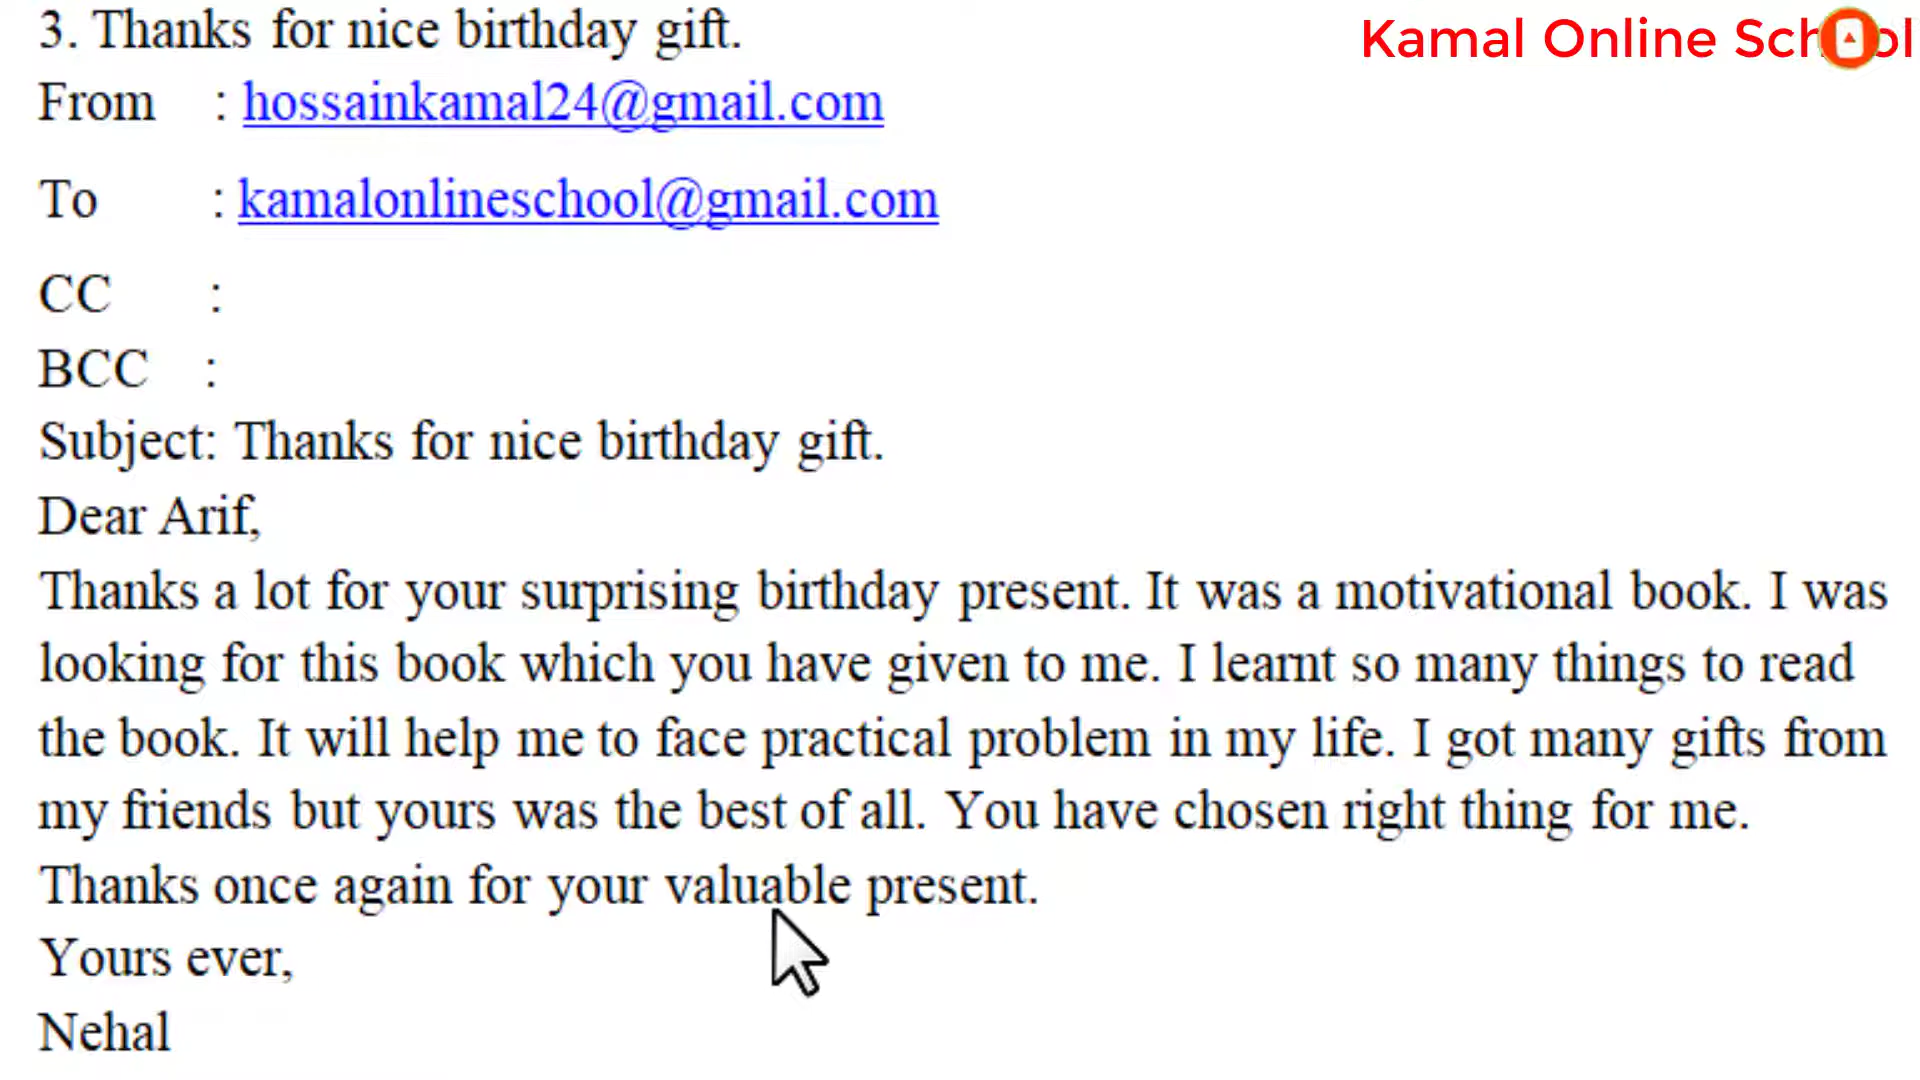 3. Thanks for nice birthday gift.
Kamal Online School
From : hossainkamal24@gmail.com
To : kamalonlineschool@gmail.com
CC :
BCC :
Subject: Thanks for nice birthday gift.
Dear Arif,
Thanks a lot for your surprising birthday present. It was a motivational book. I was
looking for this book which you have given to me. I learnt so many things to read
the book. It will help me to face practical problem in my life. I got many gifts from
my friends but yours was the best of all. You have chosen right thing for me.
Thanks once again for your valuable present.
Yours ever,
Nehal